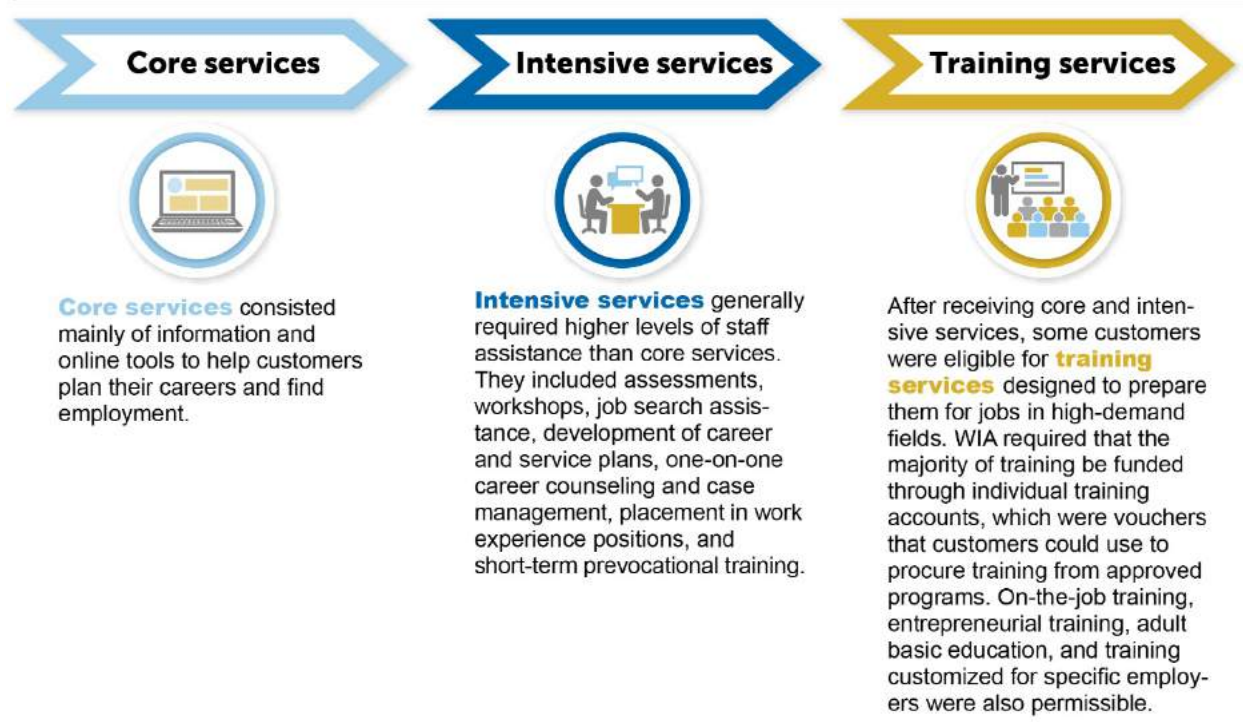 Core services
Intensive services
Training services
Core services consisted
mainly of information and
online tools to help customers
plan their careers and find
employment.
Intensive services generally
required higher levels of staff
assistance than core services.
They included assessments,
workshops, job search assis-
tance, development of career
and service plans, one-on-one
career counseling and case
management, placement in work
experience positions, and
short-term prevocational training.
After receiving core and inten-
sive services, some customers
were eligible for training
services designed to prepare
them for jobs in high-demand
fields. WIA required that the
majority of training be funded
through individual training
accounts, which were vouchers
that customers could use to
procure training from approved
programs. On-the-job training,
entrepreneurial training, adult
basic education, and training
customized for specific employ-
ers were also permissible.